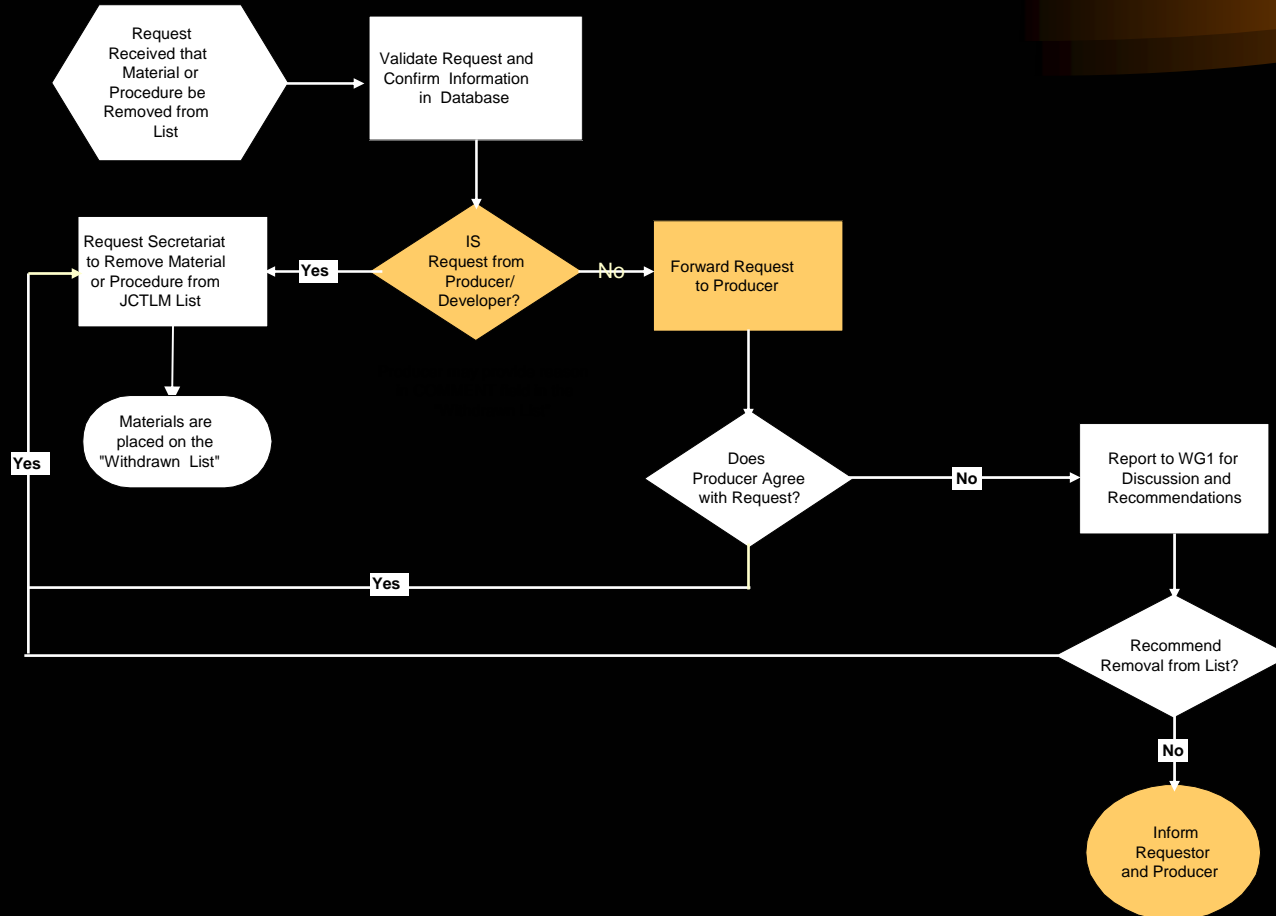 Request
Received that
Material or
Procedure be
Removed from
List
Validate Request and
Confirm Information
in Database
IS
Request from
Producer/
Developer?
Yes
No
Request Secretariat
to Remove Material
or Procedure from
JCTLM List
Forward Request
to Producer
Materials are
placed on the
"Withdrawn List"
Does
Producer Agree
with Request?
No
Report to WG1 for
Discussion and
Recommendations
Yes
Yes
Recommend
Removal from List?
No
Inform
Requestor
and Producer